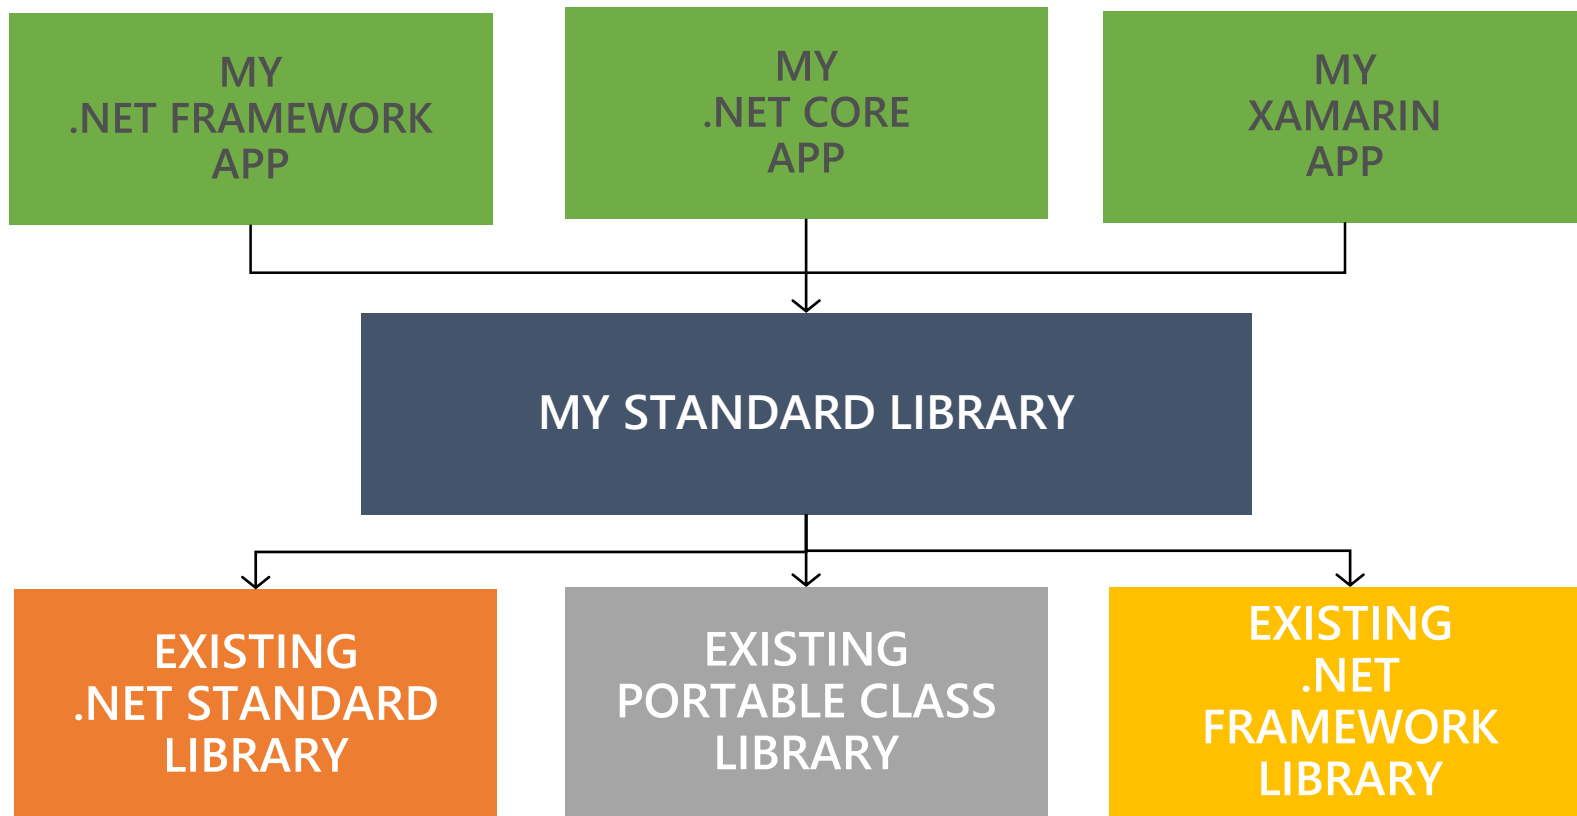 MY
.NET FRAMEWORK
APP
MY
.NET CORE
APP
MY
XAMARIN
APP
MY STANDARD LIBRARY
EXISTING
.NET STANDARD
LIBRARY
EXISTING
PORTABLE CLASS
LIBRARY
EXISTING
.NET
FRAMEWORK
LIBRARY